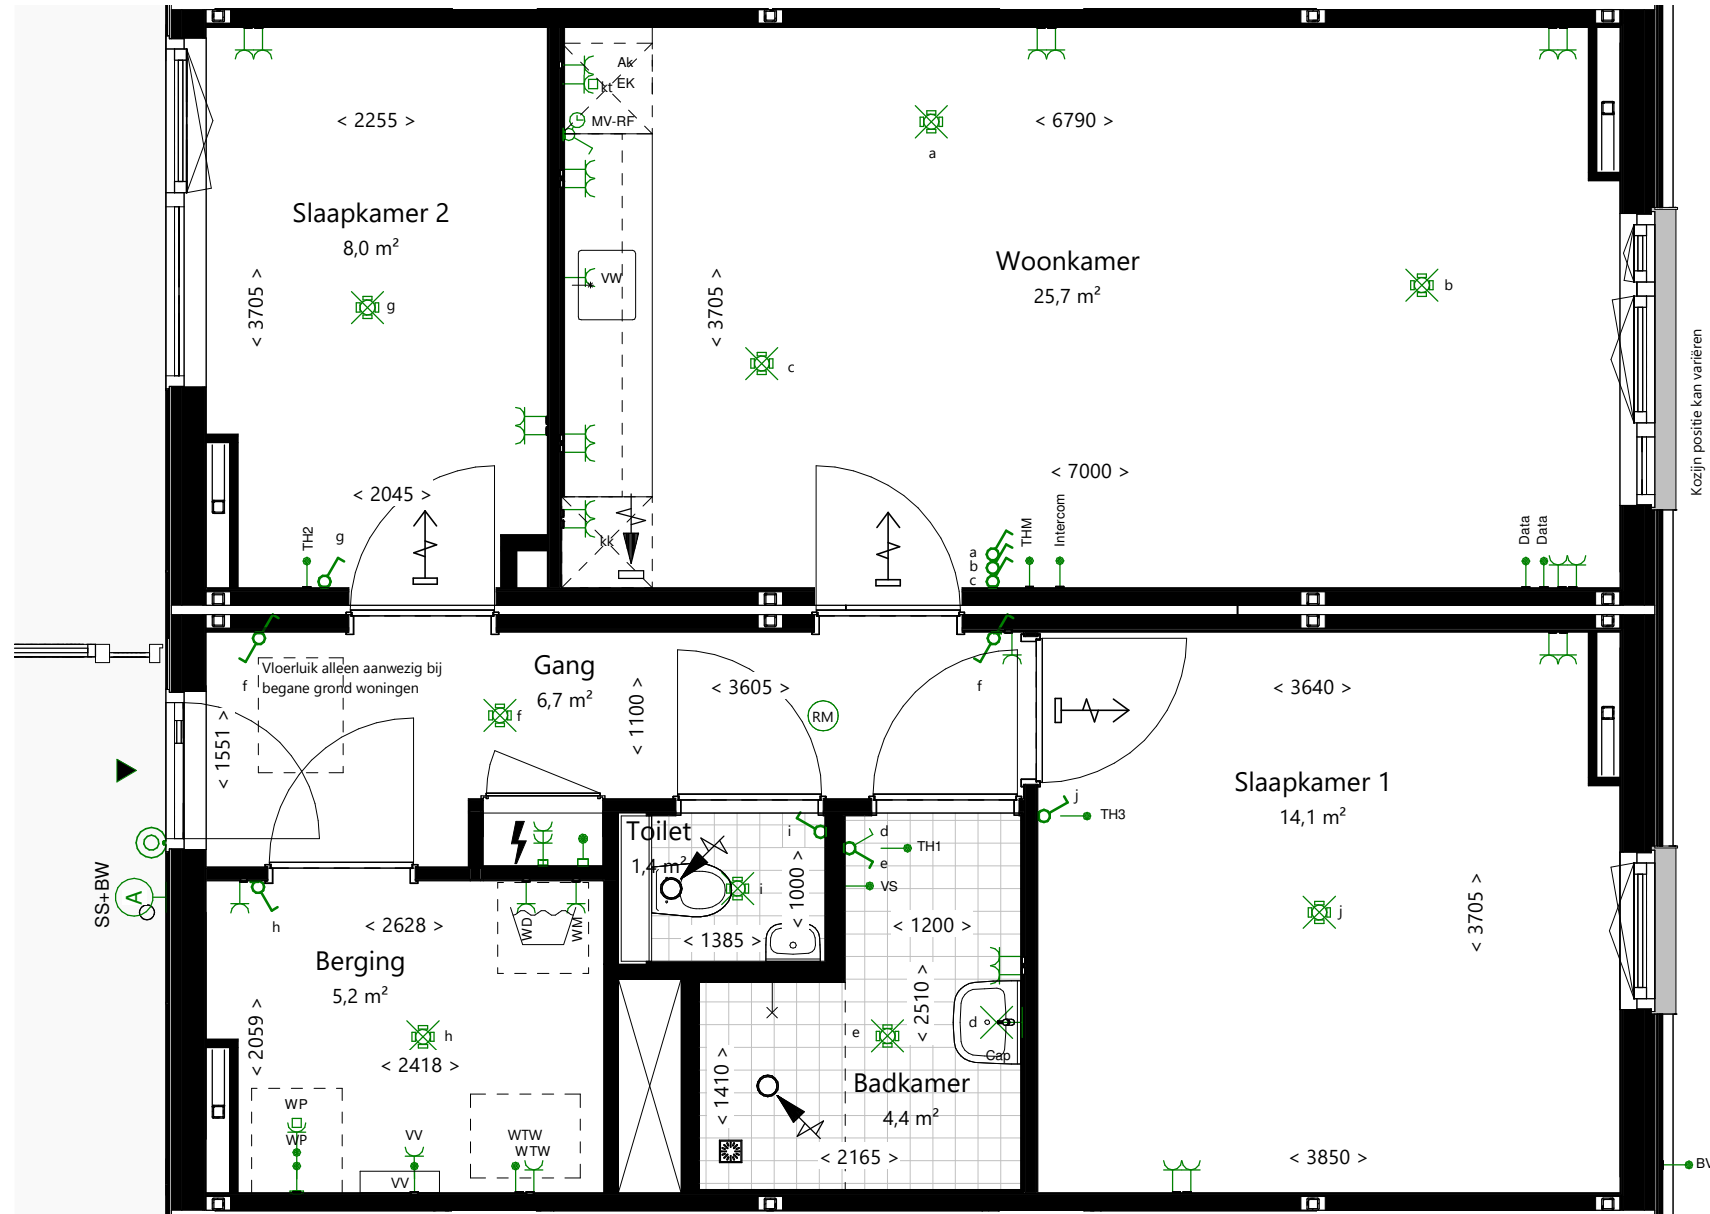 Ak
EK
kt
MV-RF
< 2255 >
< 6790 >
a
Slaapkamer 2
8,0 m²
Woonkamer
25,7 m²
< 3705 >
g
VW
< 3705 >
b
c
Kozijn positie kan variëren
< 7000 >
< 2045 >
TH2
g
kk
a
b
c
THM
Intercom
Data
Data
Vloerluik alleen aanwezig bij
begane grond woningen
f
Gang
6,7 m²
f
< 1100 >
< 3605 >
RM
f
< 3640 >
< 1551 >
Slaapkamer 1
14,1 m²
j
TH3
Toilet
1,4 m²
i
i
< 1000 >
< 1385 >
d
e
TH1
VS
SS+BW
A
h
< 2628 >
WD
WM
< 1200 >
j
< 3705 >
Berging
5,2 m²
< 2059 >
h
< 2418 >
< 2510 >
d
Cap
e
< 1410 >
Badkamer
4,4 m²
WP
WP
VV
VV
WTW
WTW
< 2165 >
< 3850 >